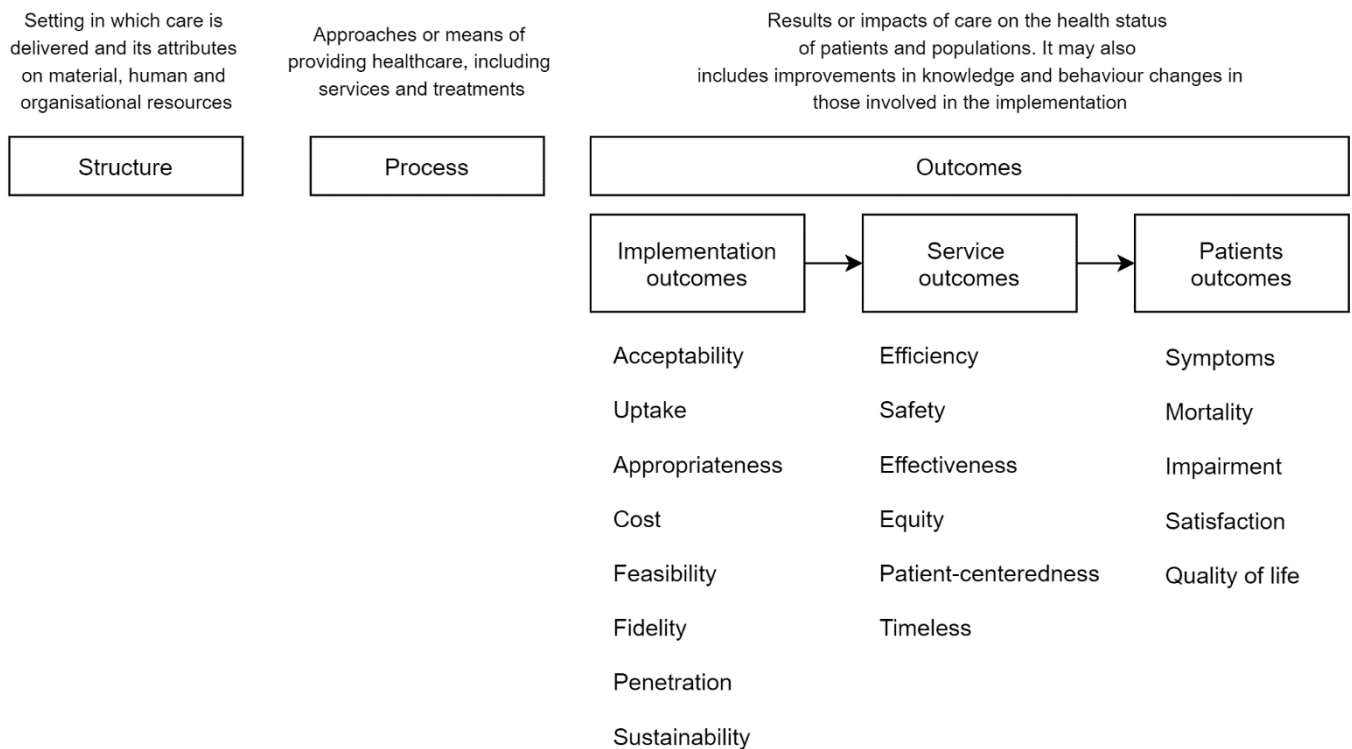 Setting in which care is
delivered and its attributes
on material, human and
organisational resources
Structure
Approaches or means of
providing healthcare, including
services and treatments
Process
Results or impacts of care on the health status
of patients and populations. It may also
includes improvements in knowledge and behaviour changes in
those involved in the implementation
Outcomes
Implementation
outcomes
Acceptability
Uptake
Appropriateness
Cost
Feasibility
Fidelity
Penetration
Sustainability
Service
outcomes
Efficiency
Safety
Effectiveness
Equity
Patient-centeredness
Timeless
Patients
outcomes
Symptoms
Mortality
Impairment
Satisfaction
Quality of life